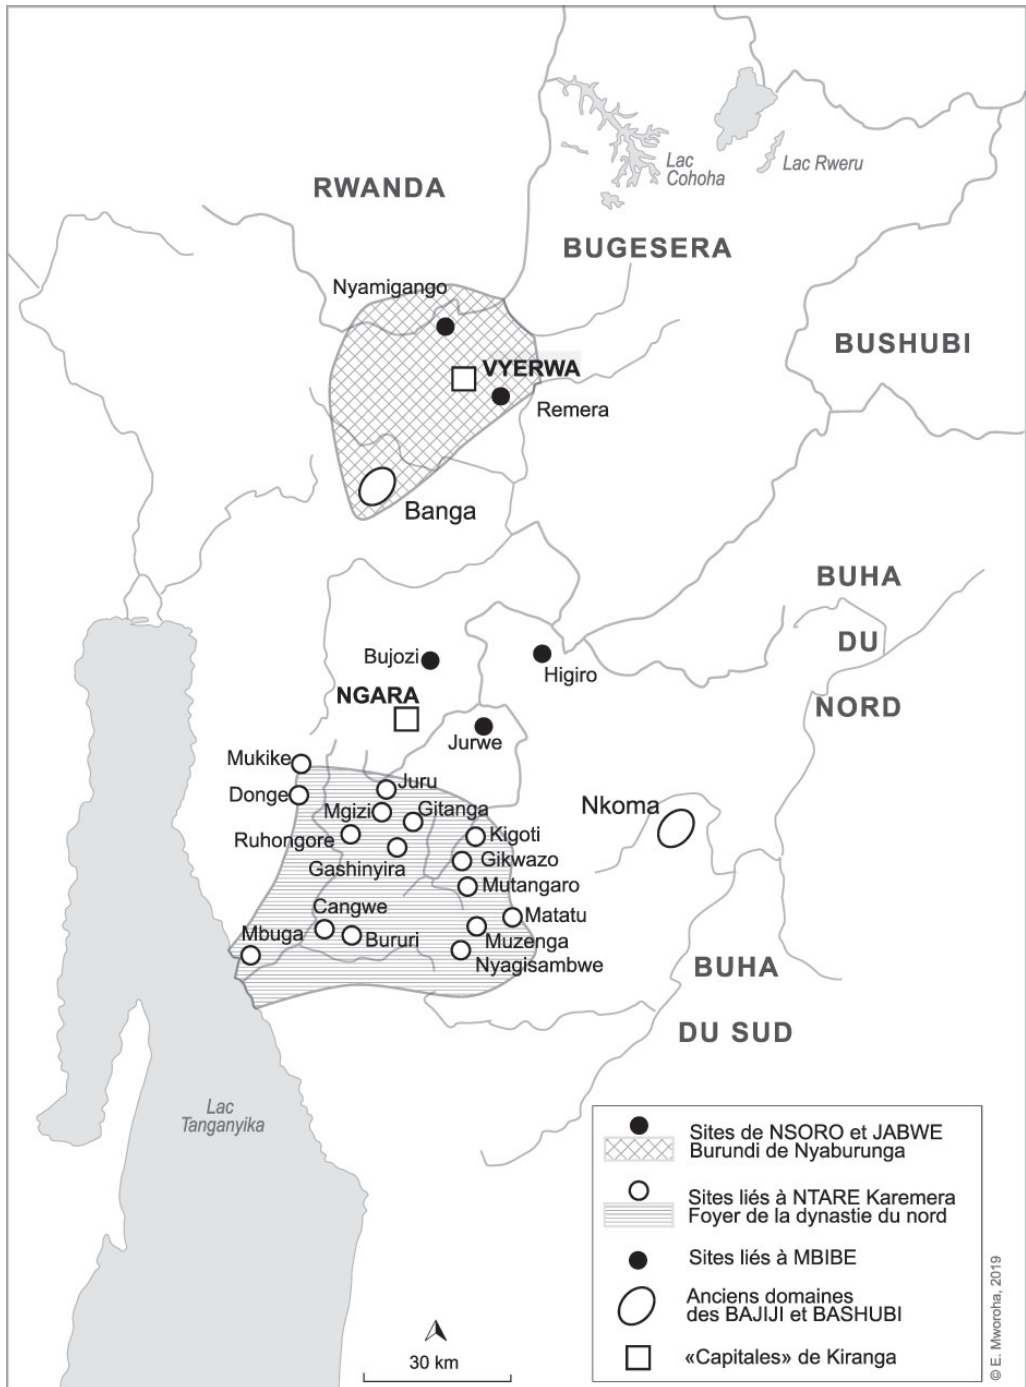 Lac
Cohoha
Lac Rweru
RWANDA
BUGESERA
Nyamigango
BUSHUBI
VYERWA
Remera
Banga
BUHA
DU
NORD
Bujozi
Higiro
NGARA
Jurwe
Mukike
Donge
Juru
Mgizi
Gitanga
Nkoma
Ruhongore
Kigoti
Gashinyira
Gikwazo
Mutangaro
Cangwe
Matatu
Mbuga
Bururi
Muzenga
Nyagisambwe
BUHA
DU SUD
Lac
Tanganyika
Sites de NSORO et JABWE
Burundi de Nyaburunga
Sites liés à NTARE Karemera
Foyer de la dynastie du nord
Sites liés à MBIBE
Anciens domaines
des BAJIJI et BASHUBI
«Capitales» de Kiranga
30 km
© E. Mworoha, 2019